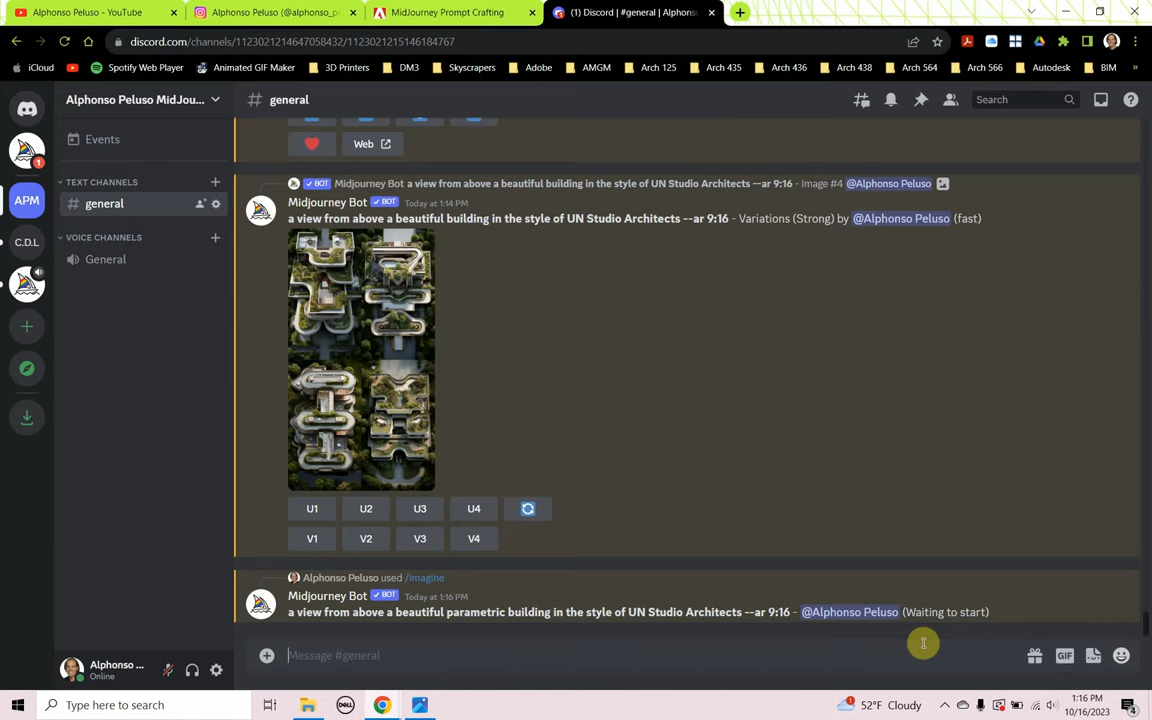 Alphonso Peluso - YouTube
Alphonso Peluso (@alphonso_p
MidJourney Prompt Crafting
(1) Discord | #general | Alphons
discord.com/channels/1123021214647058432/1123021215146184767
iCloud
Spotify Web Player
Animated GIF Maker
3D Printers
DM3
Skyscrapers
Adobe
AMGM
Arch 125
Arch 435
Arch 436
Arch 438
Arch 564
Arch 566
Autodesk
BIM
»
Alphonso Peluso MidJou...
# general
Search
Web
Events
TEXT CHANNELS
general
VOICE CHANNELS
General
1
APM
C.D.L
✓ BOT Midjourney Bot a view from above a beautiful building in the style of UN Studio Architects --ar 9:16 - Image #4 @Alphonso Peluso
Midjourney Bot ✓ BOT Today at 1:14 PM
a view from above a beautiful building in the style of UN Studio Architects --ar 9:16 - Variations (Strong) by @Alphonso Peluso (fast)
U1 U2 U3 U4
V1 V2 V3 V4
Alphonso Peluso used /imagine
Midjourney Bot ✓ BOT Today at 1:16 PM
a view from above a beautiful parametric building in the style of UN Studio Architects --ar 9:16 - @Alphonso Peluso (Waiting to start)
Message #general
GIF
Alphonso ...
Online
Type here to search
DELL
52°F Cloudy
1:16 PM
10/16/2023
4